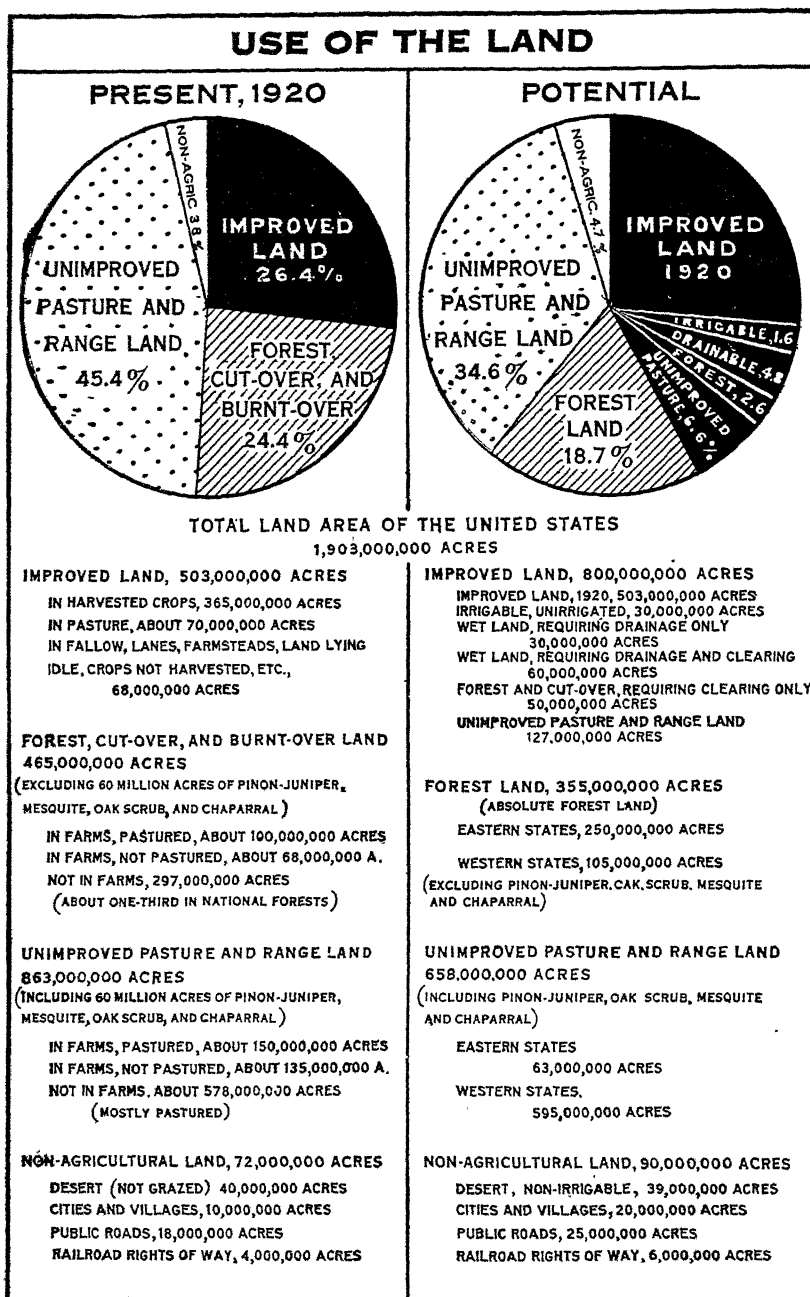 USE OF THE LAND
PRESENT, 1920
NON-AGRIC. 3.8%
IMPROVED
LAND
26.4%
UNIMPROVED
PASTURE AND
RANGE LAND
45.4%
FOREST,
CUT-OVER, AND
BURNT-OVER
24.4%
POTENTIAL
NON-AGRIC. 4.7%
IMPROVED
LAND
1920
IRRIGABLE, 1.6
DRAINABLE, 4.8
FOREST, 2.6
UNIMPROVED
PASTURE, 6.6%
UNIMPROVED
PASTURE AND
RANGE LAND
34.6%
FOREST
LAND
18.7%
TOTAL LAND AREA OF THE UNITED STATES
1,903,000,000 ACRES
IMPROVED LAND, 503,000,000 ACRES
IN HARVESTED CROPS, 365,000,000 ACRES
IN PASTURE, ABOUT 70,000,000 ACRES
IN FALLOW, LANES, FARMSTEADS, LAND LYING
IDLE, CROPS NOT HARVESTED, ETC.,
68,000,000 ACRES
FOREST, CUT-OVER, AND BURNT-OVER LAND
465,000,000 ACRES
(EXCLUDING 60 MILLION ACRES OF PINON-JUNIPER,
MESQUITE, OAK SCRUB, AND CHAPARRAL)
IN FARMS, PASTURED, ABOUT 100,000,000 ACRES
IN FARMS, NOT PASTURED, ABOUT 68,000,000 A.
NOT IN FARMS, 297,000,000 ACRES
(ABOUT ONE-THIRD IN NATIONAL FORESTS)
UNIMPROVED PASTURE AND RANGE LAND
863,000,000 ACRES
(INCLUDING 60 MILLION ACRES OF PINON-JUNIPER,
MESQUITE, OAK SCRUB, AND CHAPARRAL)
IN FARMS, PASTURED, ABOUT 150,000,000 ACRES
IN FARMS, NOT PASTURED, ABOUT 135,000,000 A.
NOT IN FARMS, ABOUT 578,000,000 ACRES
(MOSTLY PASTURED)
NON-AGRICULTURAL LAND, 72,000,000 ACRES
DESERT (NOT GRAZED) 40,000,000 ACRES
CITIES AND VILLAGES, 10,000,000 ACRES
PUBLIC ROADS, 18,000,000 ACRES
RAILROAD RIGHTS OF WAY, 4,000,000 ACRES
IMPROVED LAND, 800,000,000 ACRES
IMPROVED LAND, 1920, 503,000,000 ACRES
IRRIGABLE, UNIRRIGATED, 30,000,000 ACRES
WET LAND, REQUIRING DRAINAGE ONLY
30,000,000 ACRES
WET LAND, REQUIRING DRAINAGE AND CLEARING
60,000,000 ACRES
FOREST AND CUT-OVER, REQUIRING CLEARING ONLY
50,000,000 ACRES
UNIMPROVED PASTURE AND RANGE LAND
127,000,000 ACRES
FOREST LAND, 355,000,000 ACRES
(ABSOLUTE FOREST LAND)
EASTERN STATES, 250,000,000 ACRES
WESTERN STATES, 105,000,000 ACRES
(EXCLUDING PINON-JUNIPER, OAK, SCRUB, MESQUITE
AND CHAPARRAL)
UNIMPROVED PASTURE AND RANGE LAND
658,000,000 ACRES
(INCLUDING PINON-JUNIPER, OAK SCRUB, MESQUITE
AND CHAPARRAL)
EASTERN STATES
63,000,000 ACRES
WESTERN STATES,
595,000,000 ACRES
NON-AGRICULTURAL LAND, 90,000,000 ACRES
DESERT, NON-IRRIGABLE, 39,000,000 ACRES
CITIES AND VILLAGES, 20,000,000 ACRES
PUBLIC ROADS, 25,000,000 ACRES
RAILROAD RIGHTS OF WAY, 6,000,000 ACRES